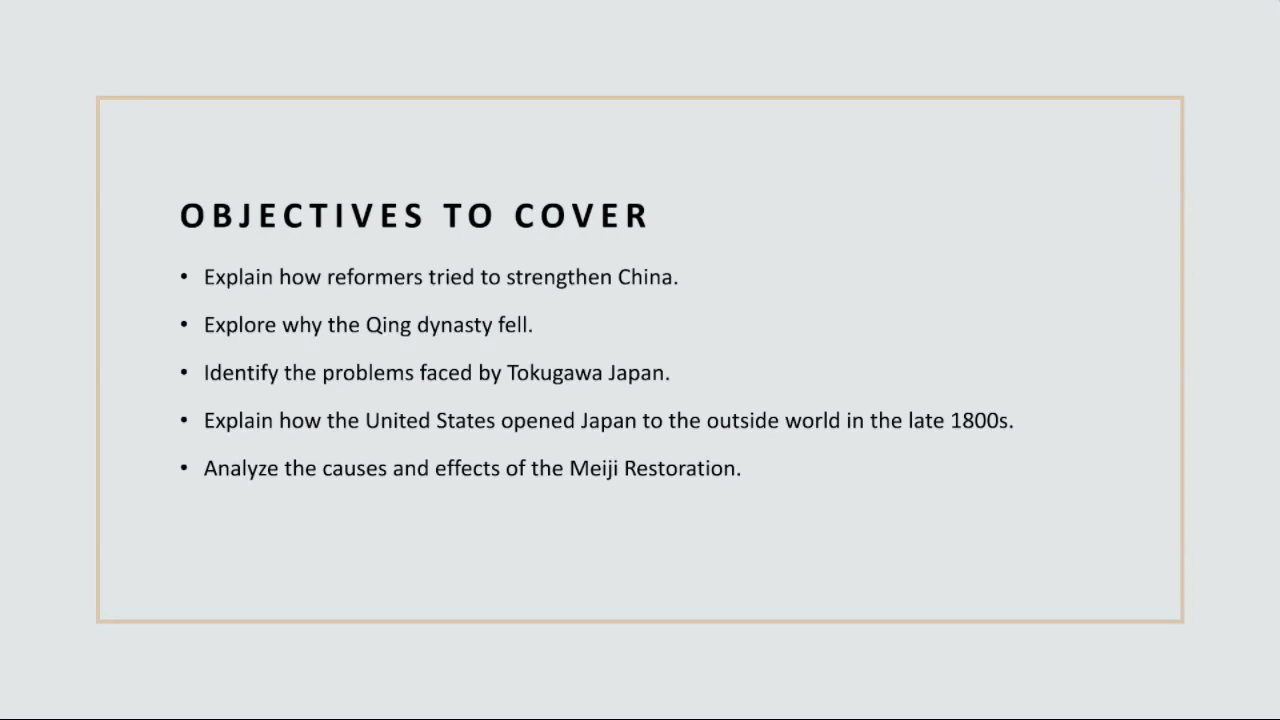 OBJECTIVES TO COVER
• Explain how reformers tried to strengthen China.
• Explore why the Qing dynasty fell.
• Identify the problems faced by Tokugawa Japan.
• Explain how the United States opened Japan to the outside world in the late 1800s.
• Analyze the causes and effects of the Meiji Restoration.